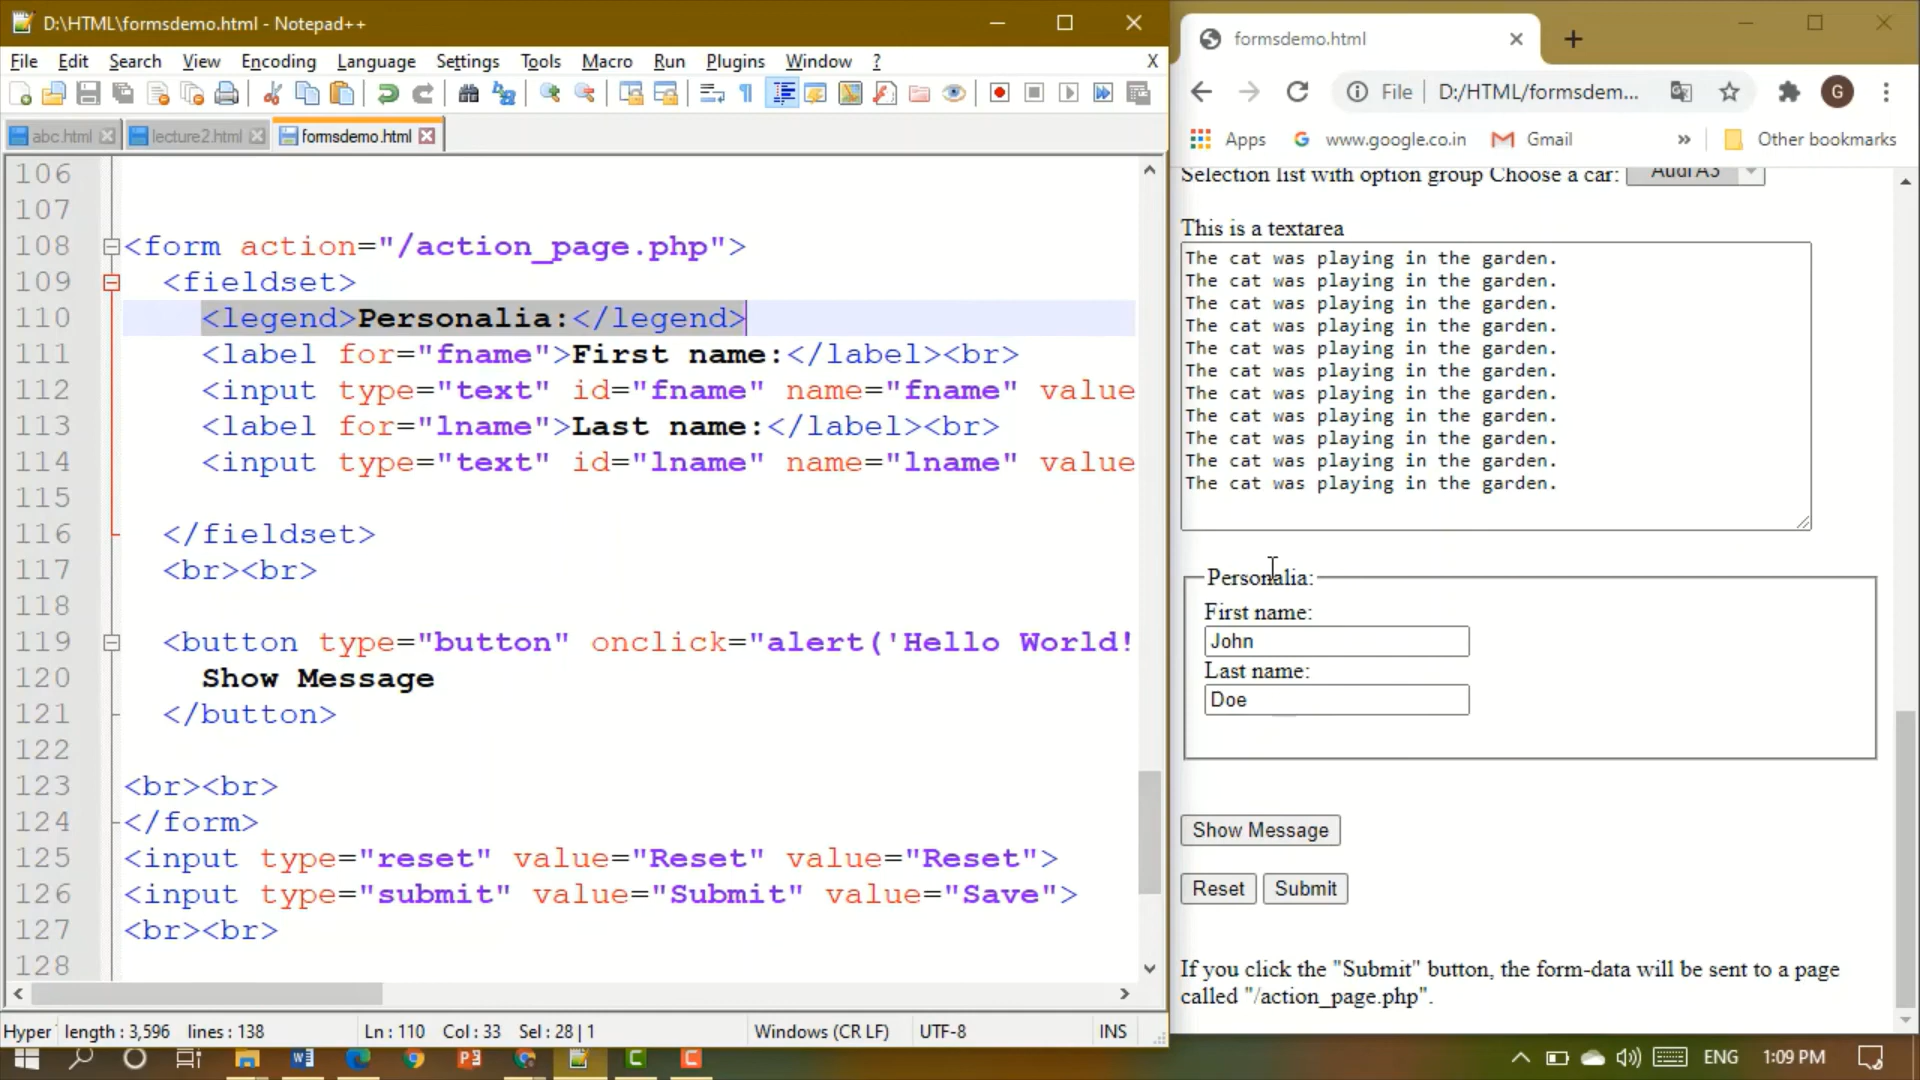 D:\HTML\formsdemo.html - Notepad++
File Edit Search View Encoding Language Settings Tools Macro Run Plugins Window ? X
abc.html lecture2.html formsdemo.html
106
107
108 <form action="/action_page.php">
109 <fieldset>
110 <legend>Personalia:</legend>
111 <label for="fname">First name:</label><br>
112 <input type="text" id="fname" name="fname" value
113 <label for="lname">Last name:</label><br>
114 <input type="text" id="lname" name="lname" value
115
116 </fieldset>
117 <br><br>
118
119 <button type="button" onclick="alert('Hello World!
120 Show Message
121 </button>
122
123 <br><br>
124 </form>
125 <input type="reset" value="Reset" value="Reset">
126 <input type="submit" value="Submit" value="Save">
127 <br><br>
128
Hyper length : 3,596 lines : 138 Ln : 110 Col : 33 Sel : 28 | 1 Windows (CR LF) UTF-8 INS
formsdemo.html
File D:/HTML/formsdem... G
Apps www.google.co.in Gmail » Other bookmarks
Selection list with option group Choose a car: Audi A3
This is a textarea
The cat was playing in the garden.
The cat was playing in the garden.
The cat was playing in the garden.
The cat was playing in the garden.
The cat was playing in the garden.
The cat was playing in the garden.
The cat was playing in the garden.
The cat was playing in the garden.
The cat was playing in the garden.
The cat was playing in the garden.
The cat was playing in the garden.
Personalia:
First name:
John
Last name:
Doe
Show Message
Reset Submit
If you click the "Submit" button, the form-data will be sent to a page
called "/action_page.php".
ENG 1:09 PM